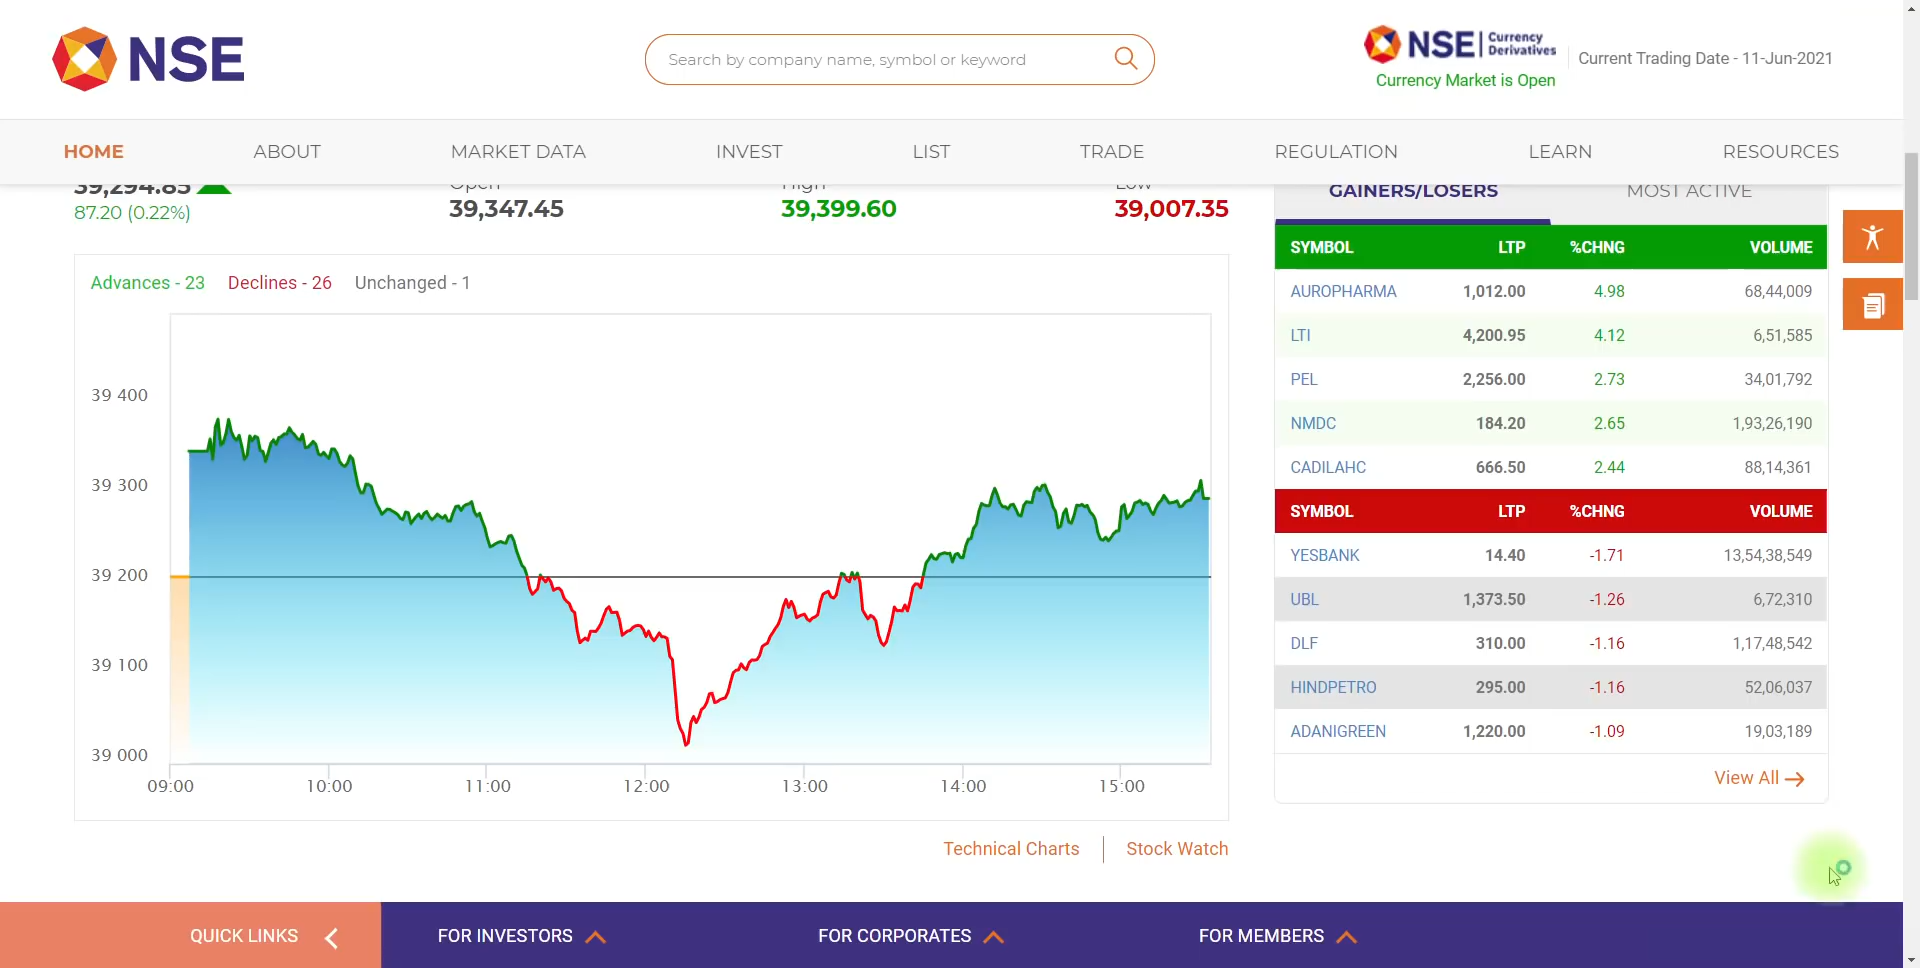 NSE
Search by company name, symbol or keyword
NSE Currency Derivatives
Currency Market is Open
Current Trading Date - 11-Jun-2021
HOME ABOUT MARKET DATA INVEST LIST TRADE REGULATION LEARN RESOURCES
39,294.85 Open High Low
87.20 (0.22%) 39,347.45 39,399.60 39,007.35
GAINERS/LOSERS MOST ACTIVE
Advances - 23 Declines - 26 Unchanged - 1
39 400
39 300
39 200
39 100
39 000
09:00 10:00 11:00 12:00 13:00 14:00 15:00
Technical Charts Stock Watch
SYMBOL LTP %CHNG VOLUME
AUROPHARMA 1,012.00 4.98 68,44,009
LTI 4,200.95 4.12 6,51,585
PEL 2,256.00 2.73 34,01,792
NMDC 184.20 2.65 1,93,26,190
CADILAHC 666.50 2.44 88,14,361
SYMBOL LTP %CHNG VOLUME
YESBANK 14.40 -1.71 13,54,38,549
UBL 1,373.50 -1.26 6,72,310
DLF 310.00 -1.16 1,17,48,542
HINDPETRO 295.00 -1.16 52,06,037
ADANIGREEN 1,220.00 -1.09 19,03,189
View All
QUICK LINKS FOR INVESTORS FOR CORPORATES FOR MEMBERS